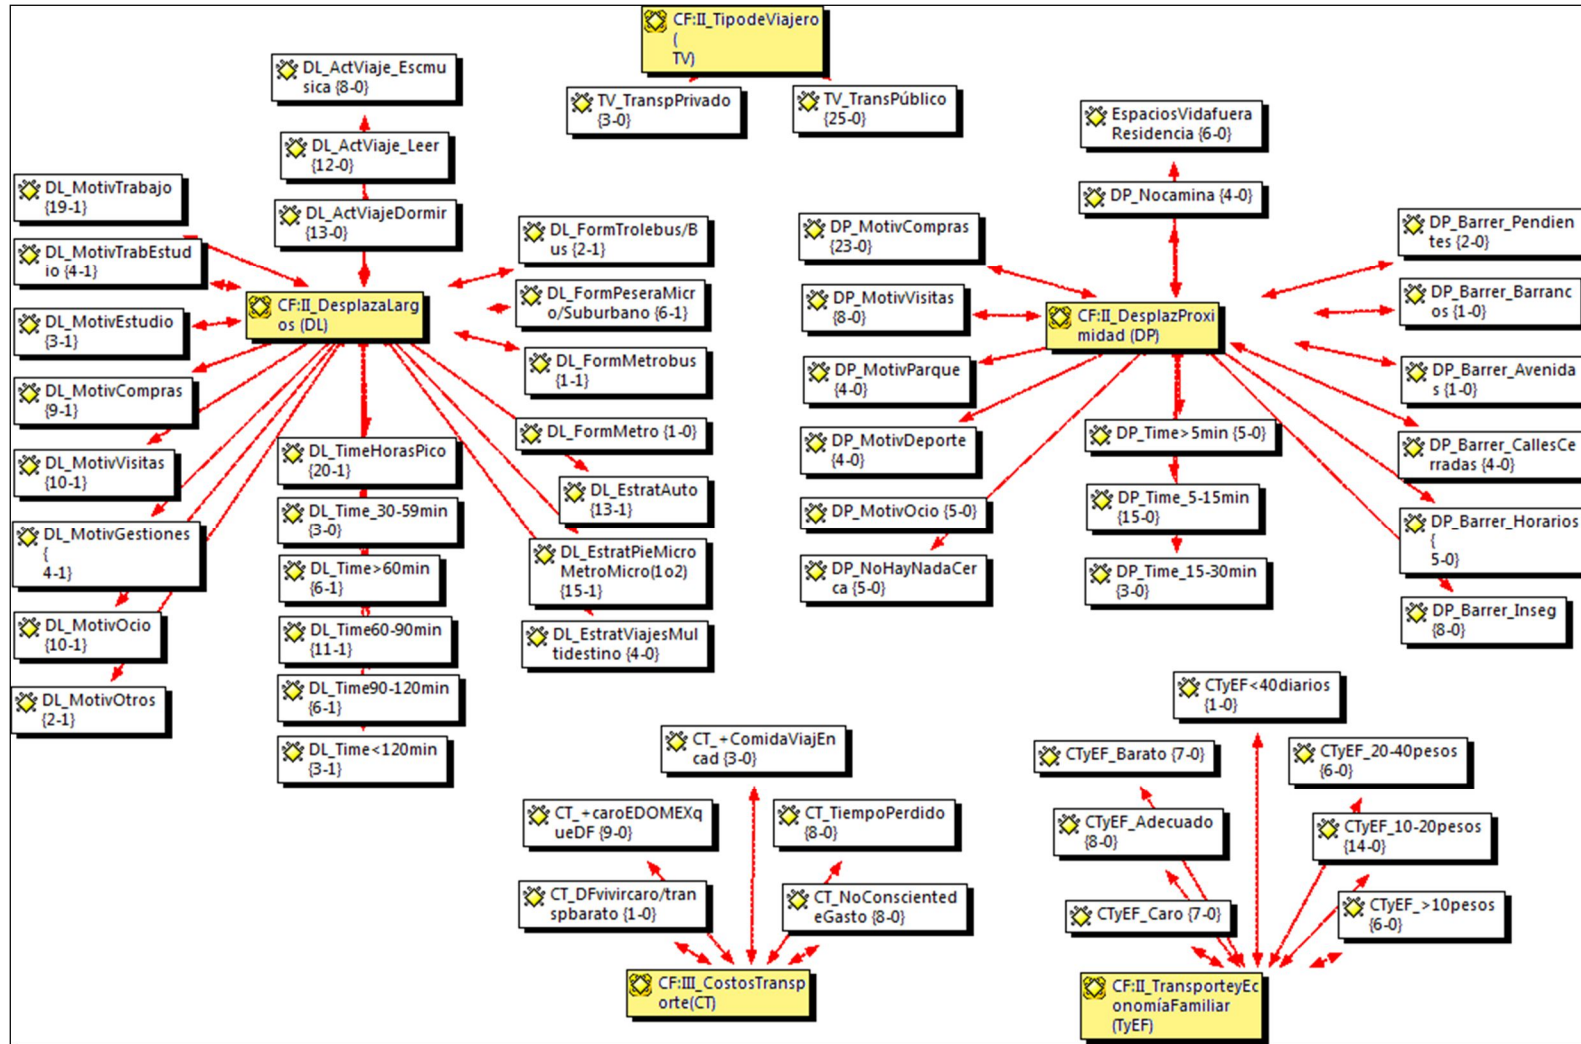 CF:II_TipodeViajero
(
TV)
TV_TranspPrivado
{3-0}
TV_TransPúblico
{25-0}
DL_ActViaje_Escmu
sica {8-0}
DL_ActViaje_Leer
{12-0}
DL_ActViajeDormir
{13-0}
DL_MotivTrabajo
{19-1}
DL_MotivTrabEstud
io {4-1}
DL_MotivEstudio
{3-1}
DL_MotivCompras
{9-1}
DL_MotivVisitas
{10-1}
DL_MotivGestiones
{
4-1}
DL_MotivOcio
{10-1}
DL_MotivOtros
{2-1}
CF:II_DesplazaLarg
os (DL)
DL_TimeHorasPico
{20-1}
DL_Time_30-59min
{3-0}
DL_Time>60min
{6-1}
DL_Time60-90min
{11-1}
DL_Time90-120min
{6-1}
DL_Time<120min
{3-1}
DL_FormTrolebus/B
us {2-1}
DL_FormPeseraMicr
o/Suburbano {6-1}
DL_FormMetrobus
{1-1}
DL_FormMetro {1-0}
DL_EstratAuto
{13-1}
DL_EstratPieMicro
MetroMicro(1o2)
{15-1}
DL_EstratViajesMul
tidestino {4-0}
EspaciosVidafuera
Residencia {6-0}
DP_Nocamina {4-0}
DP_MotivCompras
{23-0}
DP_MotivVisitas
{8-0}
DP_MotivParque
{4-0}
DP_MotivDeporte
{4-0}
DP_MotivOcio {5-0}
DP_NoHayNadaCer
ca {5-0}
CF:II_DesplazProxi
midad (DP)
DP_Time>5min {5-0}
DP_Time_5-15min
{15-0}
DP_Time_15-30min
{3-0}
DP_Barrer_Pendien
tes {2-0}
DP_Barrer_Barran
cos {1-0}
DP_Barrer_Avenida
s {1-0}
DP_Barrer_CallesCe
rradas {4-0}
DP_Barrer_Horarios
{
5-0}
DP_Barrer_Inseg
{8-0}
CT_+ComidaViajEn
cad {3-0}
CT_+caroEDOMEXq
ueDF {9-0}
CT_TiempoPerdido
{8-0}
CT_DFvivircaro/tran
spbarato {1-0}
CT_NoConsciented
eGasto {8-0}
CF:III_CostosTransp
orte(CT)
CTyEF<40diarios
{1-0}
CTyEF_Barato {7-0}
CTyEF_20-40pesos
{6-0}
CTyEF_Adecuado
{8-0}
CTyEF_10-20pesos
{14-0}
CTyEF_Caro {7-0}
CTyEF_>10pesos
{6-0}
CF:II_TransporteyEc
onomíaFamiliar
(TyEF)